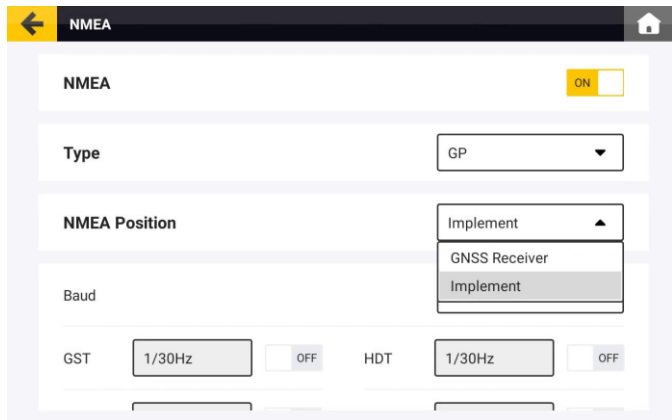 NMEA
NMEA ON
Type GP
NMEA Position Implement
GNSS Receiver
Implement
Baud
GST 1/30Hz OFF HDT 1/30Hz OFF